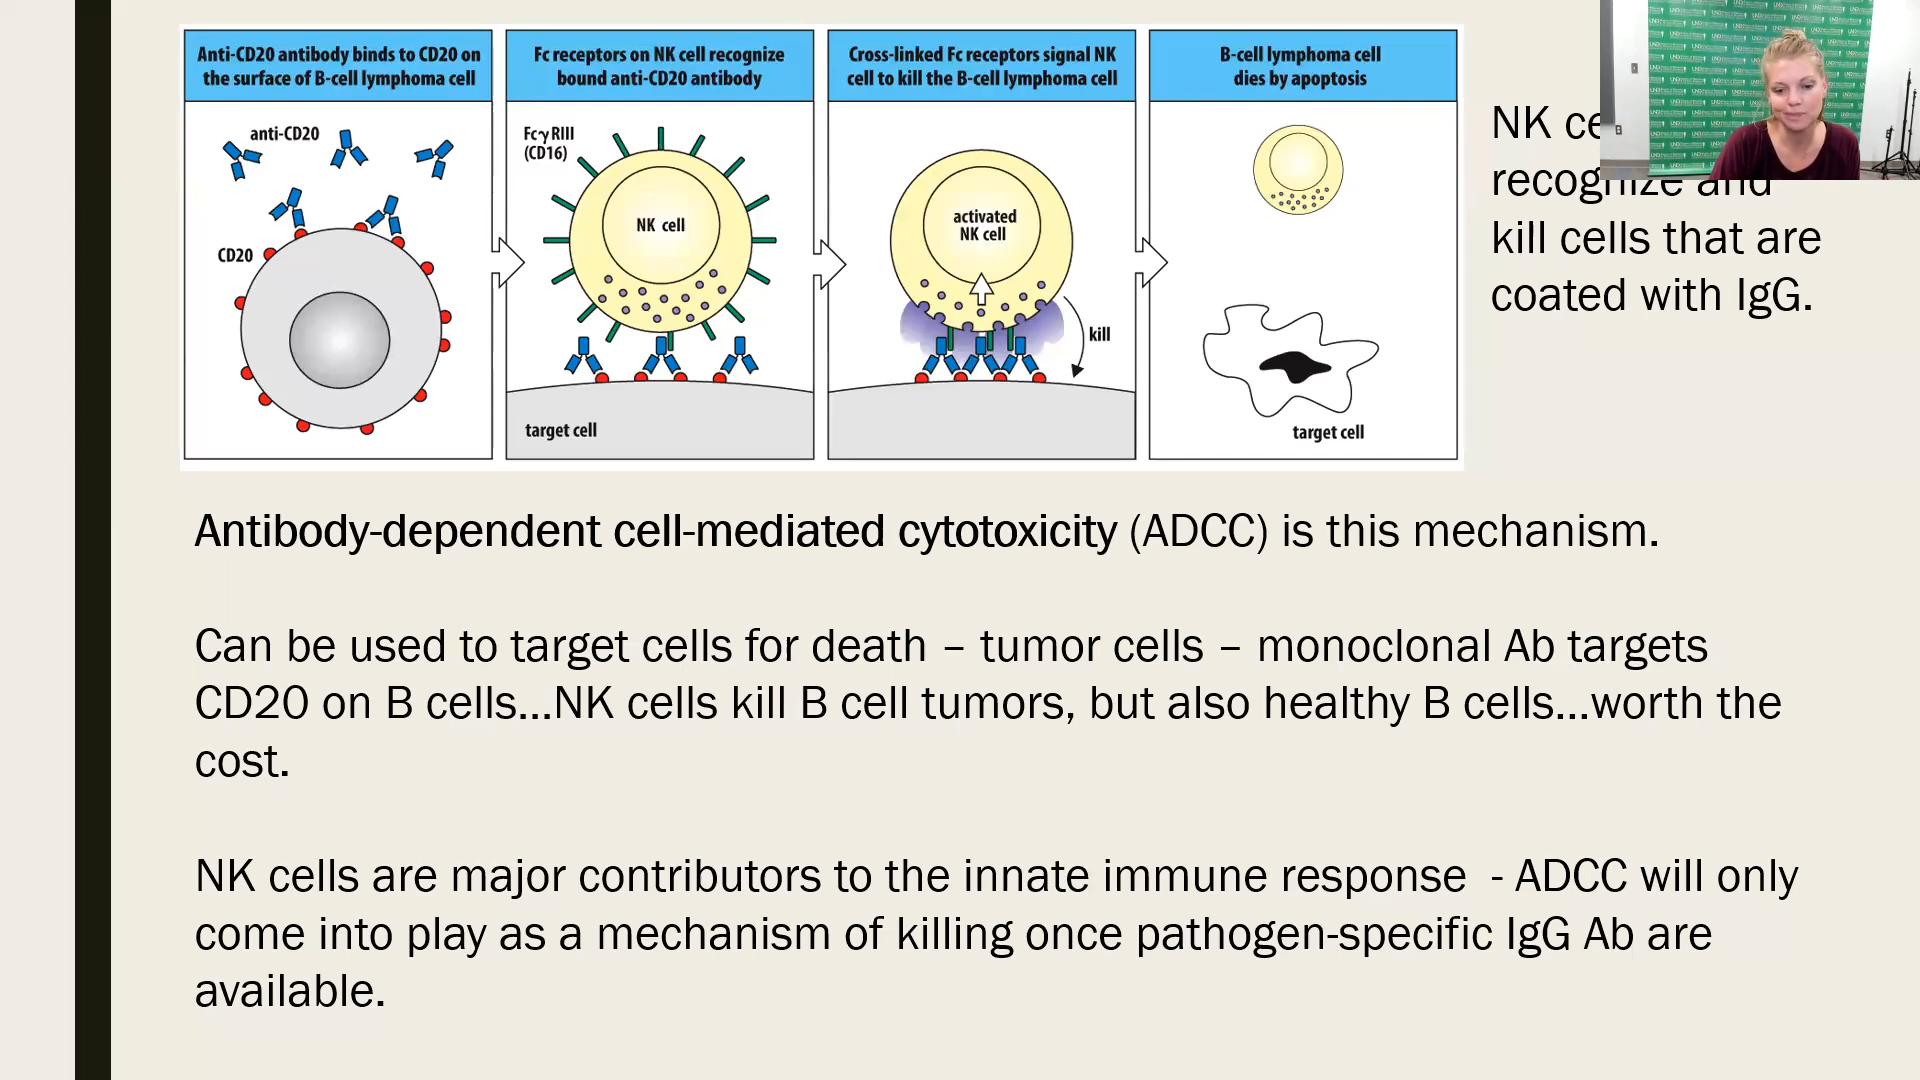 Anti-CD20 antibody binds to CD20 on
the surface of B-cell lymphoma cell
anti-CD20
CD20
Fc receptors on NK cell recognize
bound anti-CD20 antibody
FcγRIII
(CD16)
NK cell
target cell
Cross-linked Fc receptors signal NK
cell to kill the B-cell lymphoma cell
activated
NK cell
kill
B-cell lymphoma cell
dies by apoptosis
target cell
NK
recognize and
kill cells that are
coated with IgG.
Antibody-dependent cell-mediated cytotoxicity (ADCC) is this mechanism.
Can be used to target cells for death – tumor cells – monoclonal Ab targets
CD20 on B cells...NK cells kill B cell tumors, but also healthy B cells...worth the
cost.
NK cells are major contributors to the innate immune response - ADCC will only
come into play as a mechanism of killing once pathogen-specific IgG Ab are
available.